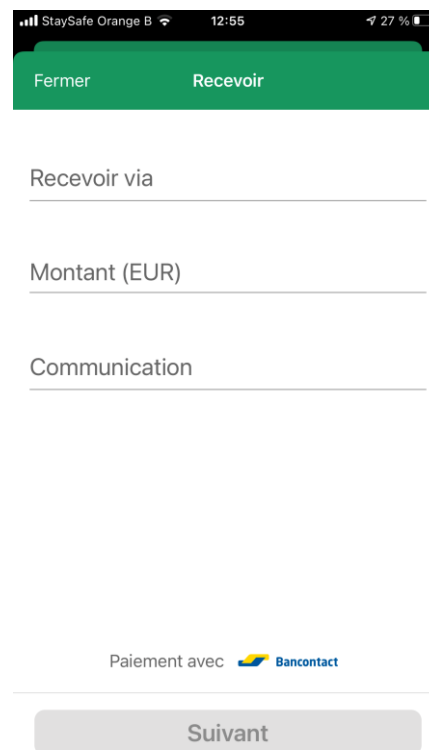 StaySafe Orange B 12:55 27 %
Fermer Recevoir
Recevoir via
Montant (EUR)
Communication
Paiement avec Bancontact
Suivant